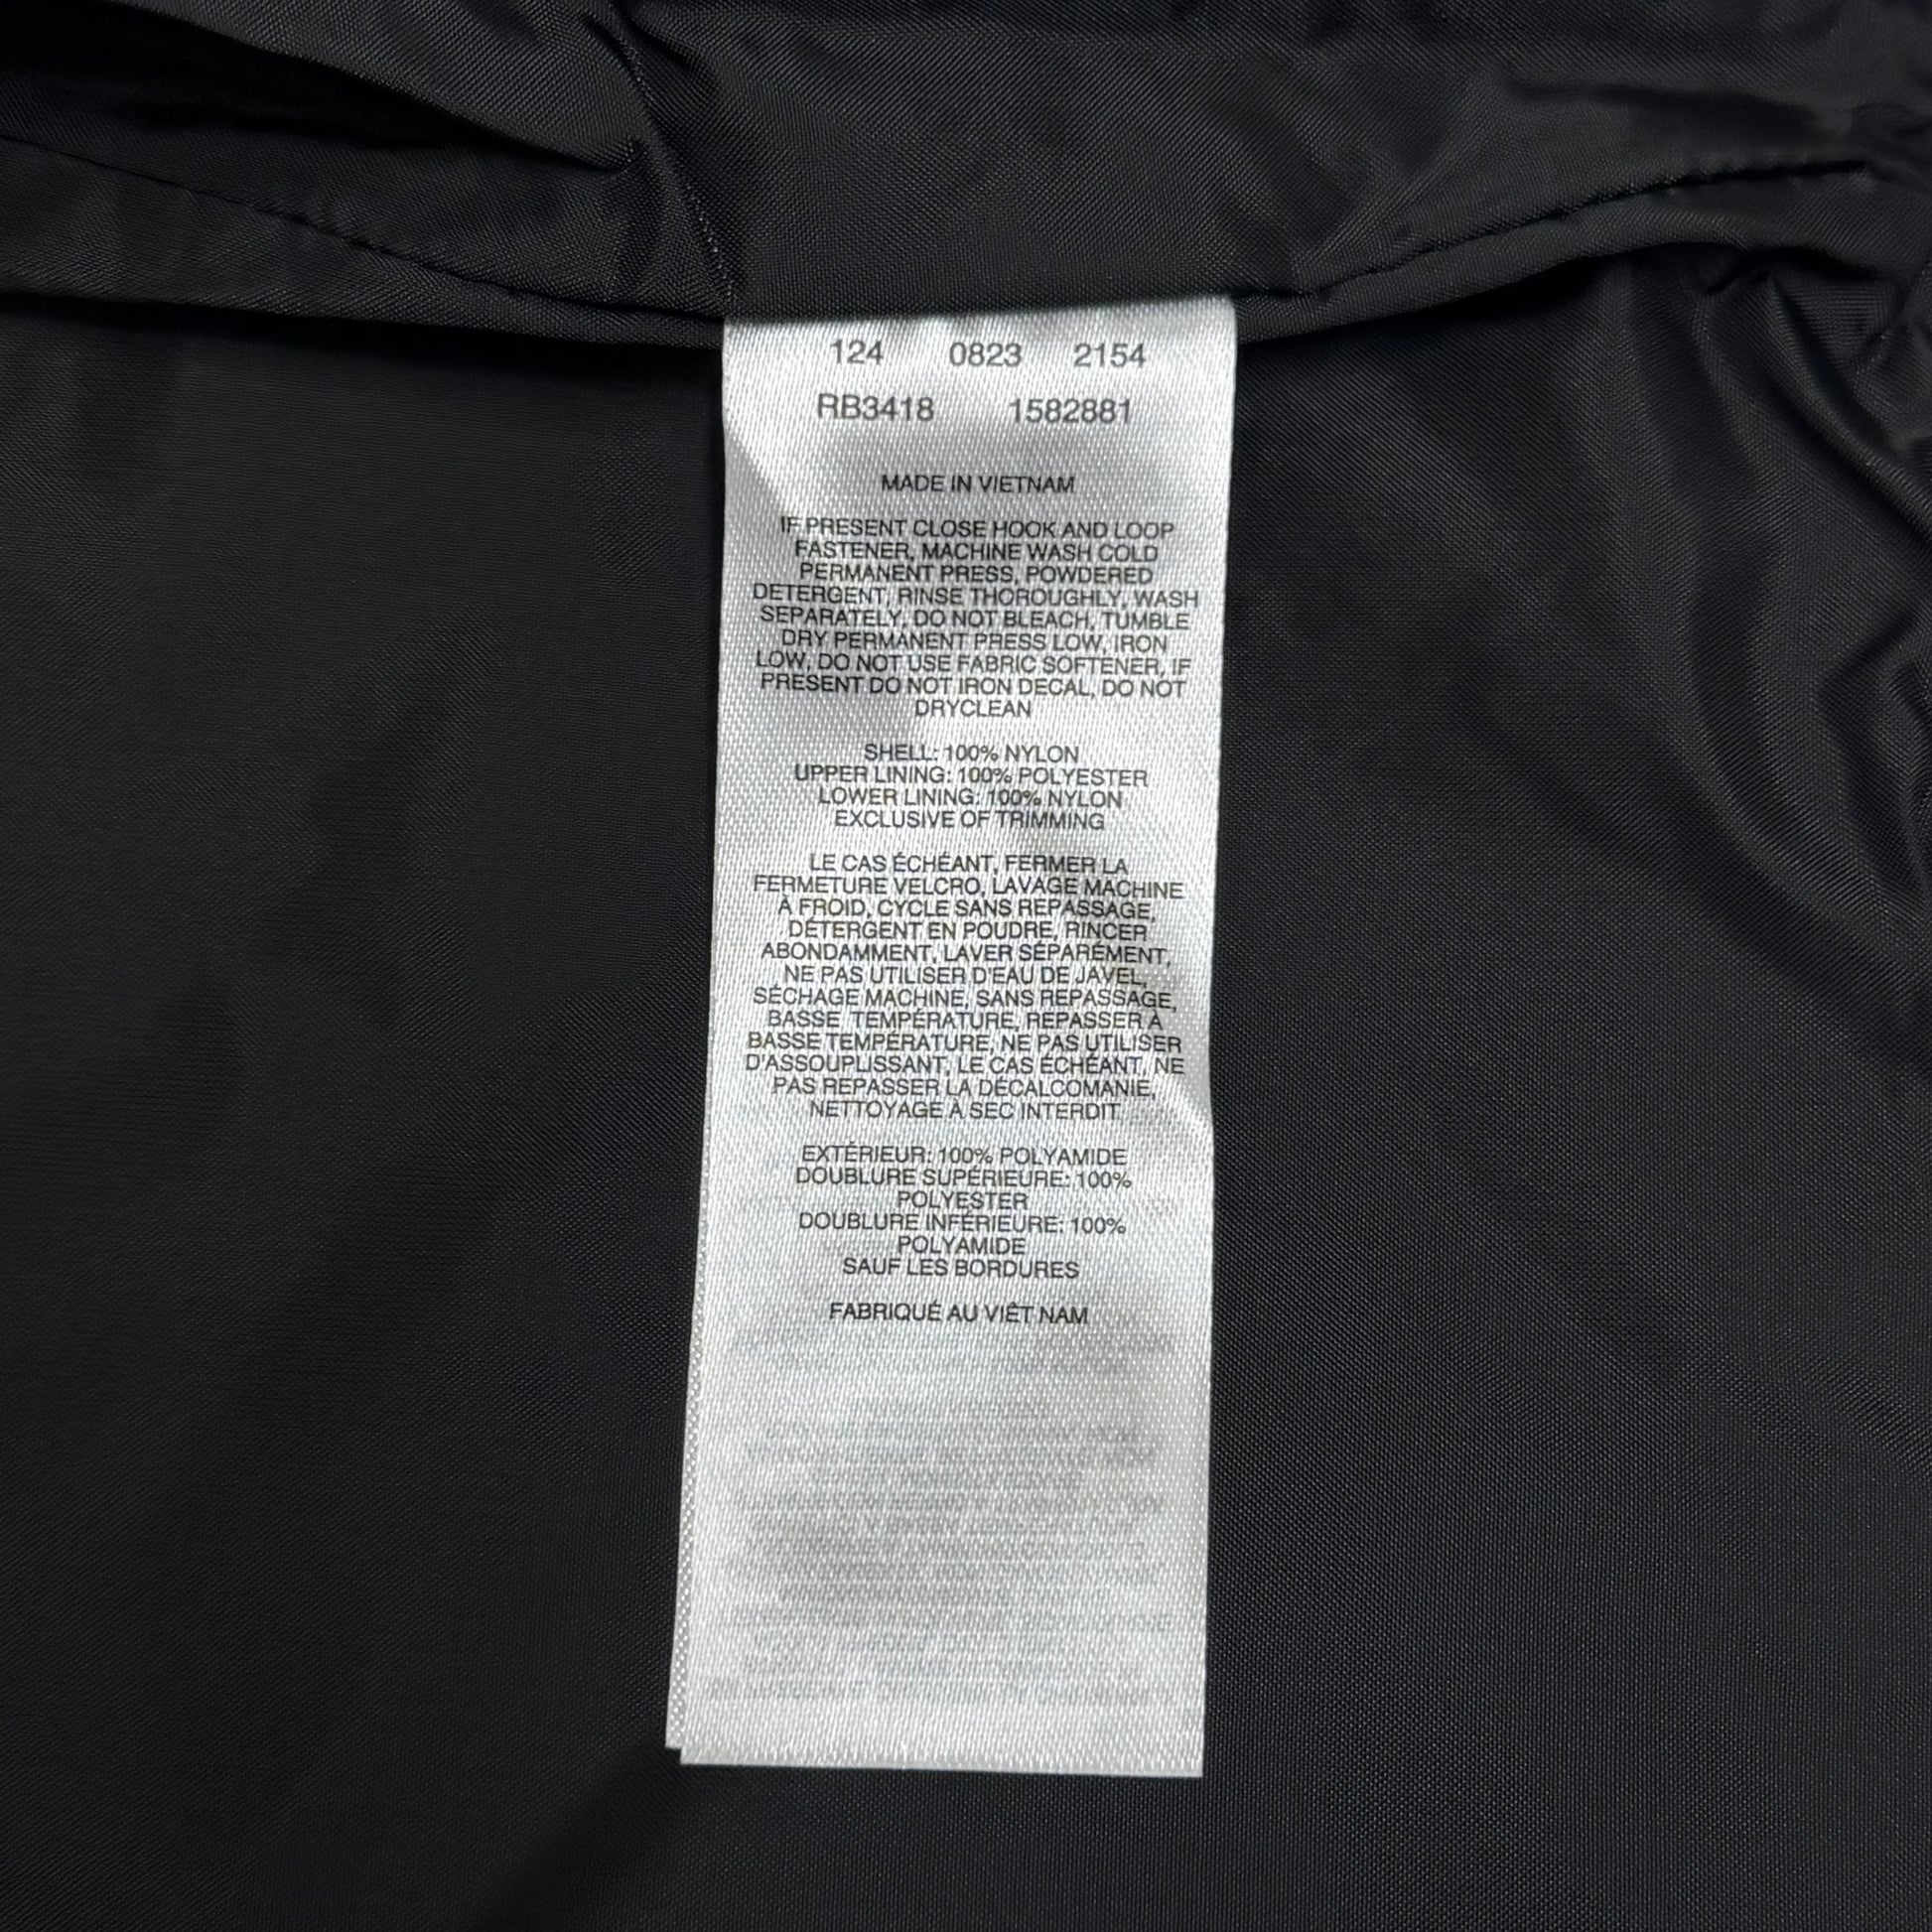 124 0823 2154
RB3418 1582881
MADE IN VIETNAM
IF PRESENT CLOSE HOOK AND LOOP
FASTENER, MACHINE WASH COLD
PERMANENT PRESS, POWDERED
DETERGENT, RINSE THOROUGHLY, WASH
SEPARATELY, DO NOT BLEACH, TUMBLE
DRY PERMANENT PRESS LOW, IRON
LOW, DO NOT USE FABRIC SOFTENER, IF
PRESENT DO NOT IRON DECAL, DO NOT
DRYCLEAN
SHELL: 100% NYLON
UPPER LINING: 100% POLYESTER
LOWER LINING: 100% NYLON
EXCLUSIVE OF TRIMMING
LE CAS ÉCHÉANT, FERMER LA
FERMETURE VELCRO, LAVAGE MACHINE
À FROID, CYCLE SANS REPASSAGE,
DÉTERGENT EN POUDRE, RINCER
ABONDAMMENT, LAVER SÉPARÉMENT,
NE PAS UTILISER D'EAU DE JAVEL,
SÉCHAGE MACHINE, SANS REPASSAGE,
BASSE TEMPÉRATURE, REPASSER À
BASSE TEMPÉRATURE, NE PAS UTILISER
D'ASSOUPLISSANT, LE CAS ÉCHÉANT, NE
PAS REPASSER LA DÉCALCOMANIE,
NETTOYAGE À SEC INTERDIT
EXTÉRIEUR: 100% POLYAMIDE
DOUBLURE SUPÉRIEURE: 100%
POLYESTER
DOUBLURE INFÉRIEURE: 100%
POLYAMIDE
SAUF LES BORDURES
FABRIQUÉ AU VIÊT NAM